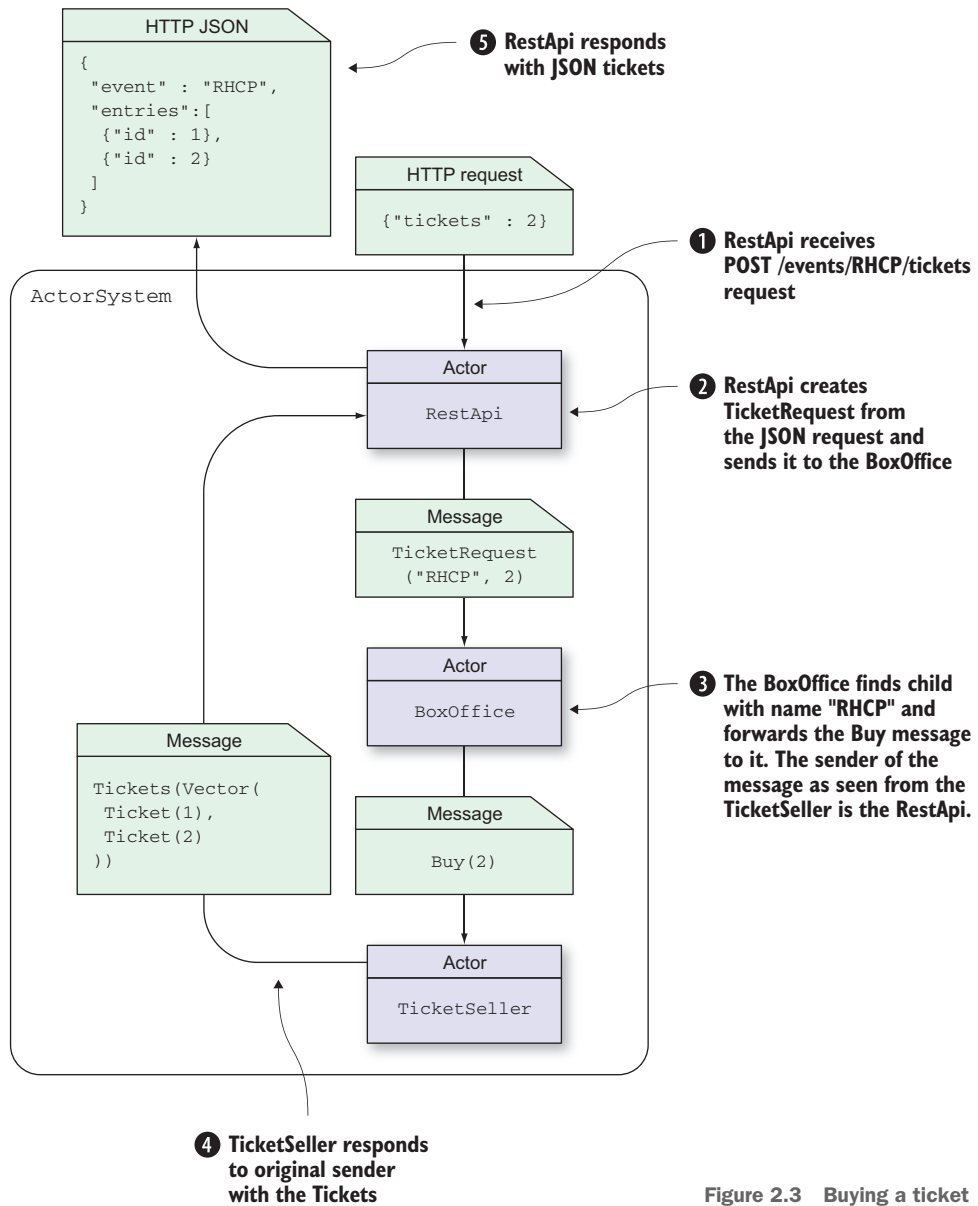 HTTP JSON
{
"event" : "RHCP",
"entries":[
{"id" : 1},
{"id" : 2}
]
}
5 RestApi responds
with JSON tickets
HTTP request
{"tickets" : 2}
1 RestApi receives
POST /events/RHCP/tickets
request
ActorSystem
Actor
RestApi
2 RestApi creates
TicketRequest from
the JSON request and
sends it to the BoxOffice
Message
TicketRequest
("RHCP", 2)
Actor
BoxOffice
3 The BoxOffice finds child
with name "RHCP" and
forwards the Buy message
to it. The sender of the
message as seen from the
TicketSeller is the RestApi.
Message
Tickets(Vector(
Ticket(1),
Ticket(2)
))
Message
Buy(2)
Actor
TicketSeller
4 TicketSeller responds
to original sender
with the Tickets
Figure 2.3 Buying a ticket